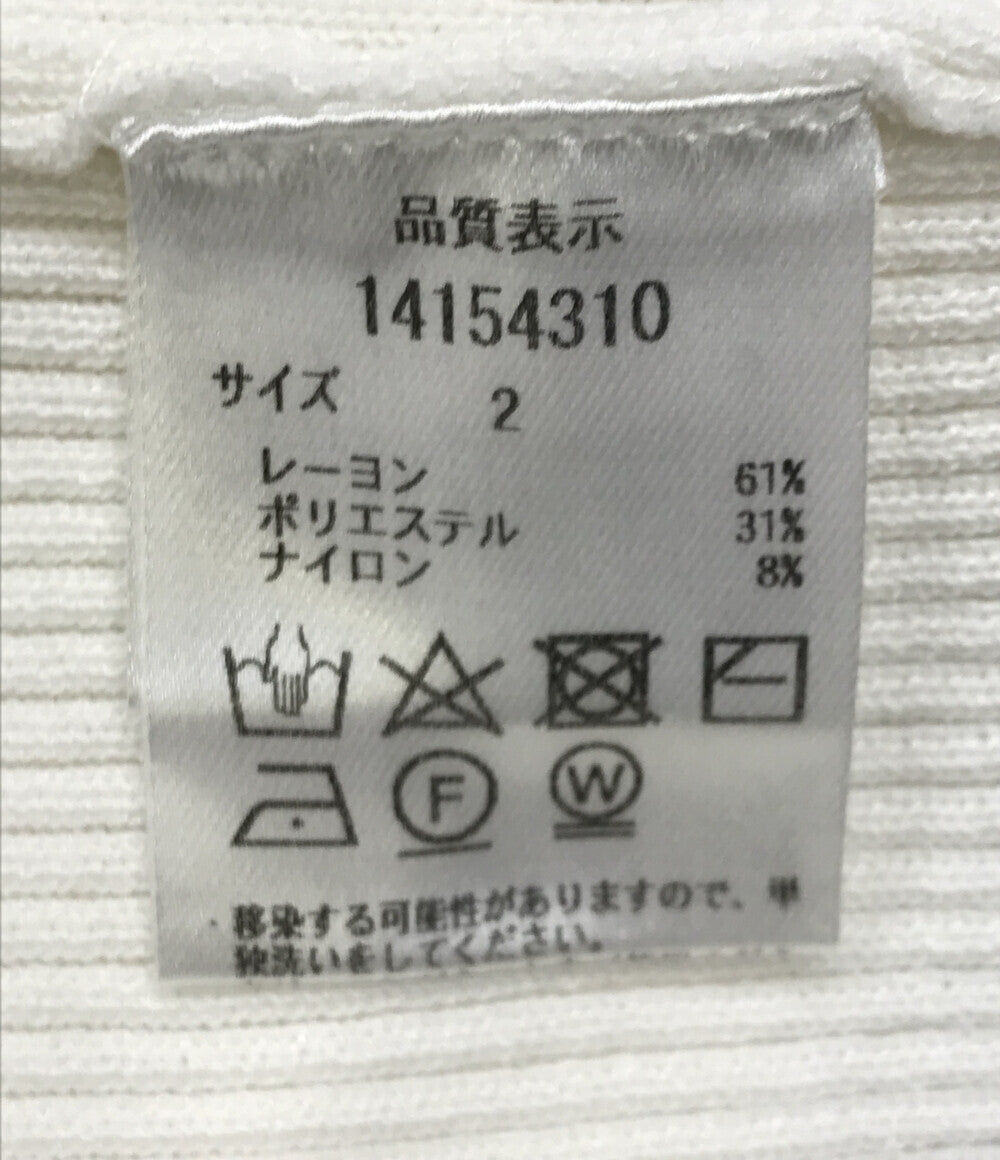 品質表示
14154310
サイズ 2
レーヨン 61%
ポリエステル 31%
ナイロン 8%
F W
・移染する可能性がありますので、単
独洗いをしてください。